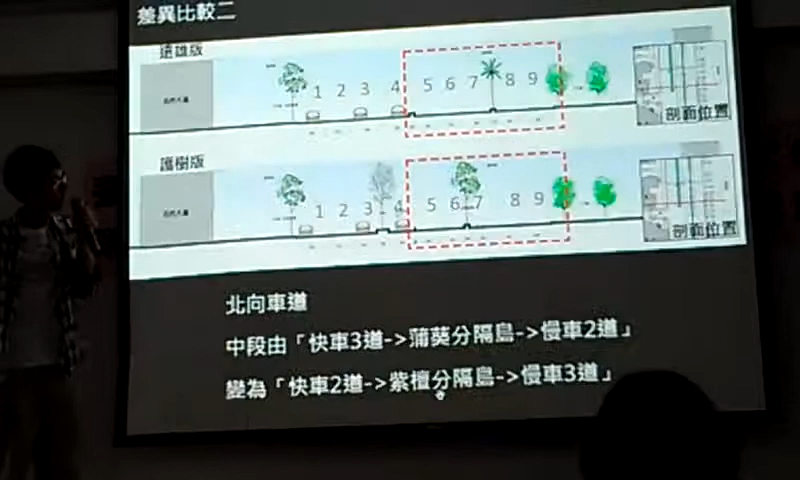 差異比較二
遠雄版
1 2 3 4 5 6 7 8 9
剖面位置
護樹版
1 2 3 4 5 6 7 8 9
剖面位置
北向車道
中段由「快車3道->蒲葵分隔島->慢車2道」
變為「快車2道->紫檀分隔島->慢車3道」